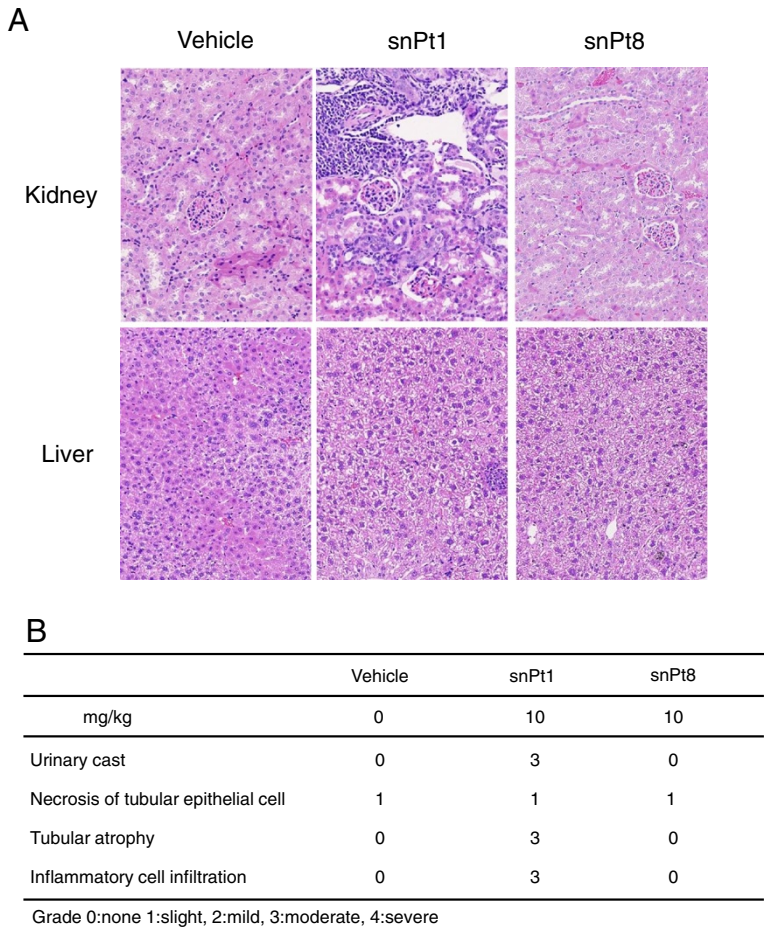 A
Vehicle snPt1 snPt8
Kidney
Liver
B
Vehicle snPt1 snPt8
mg/kg 0 10 10
Urinary cast 0 3 0
Necrosis of tubular epithelial cell 1 1 1
Tubular atrophy 0 3 0
Inflammatory cell infiltration 0 3 0
Grade 0:none 1:slight, 2:mild, 3:moderate, 4:severe